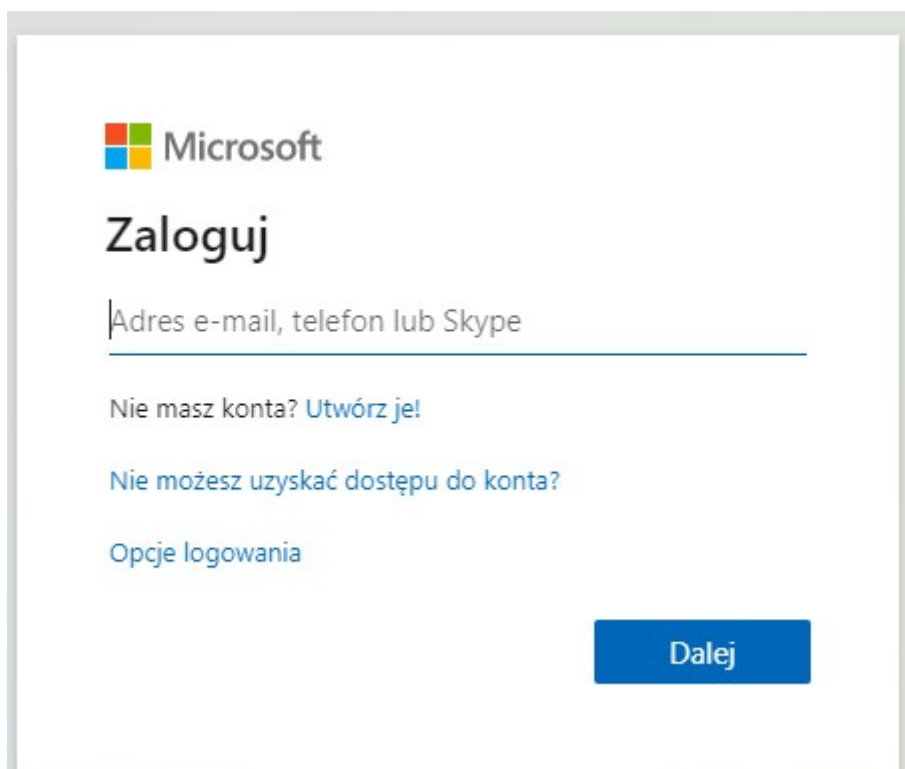 Microsoft
Zaloguj
Adres e-mail, telefon lub Skype
Nie masz konta? Utwórz je!
Nie możesz uzyskać dostępu do konta?
Opcje logowania
Dalej